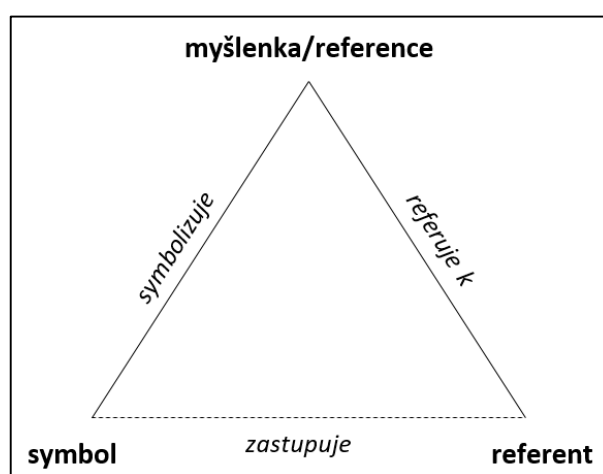 myšlenka/reference
symbolizuje
referuje k
symbol
zastupuje
referent